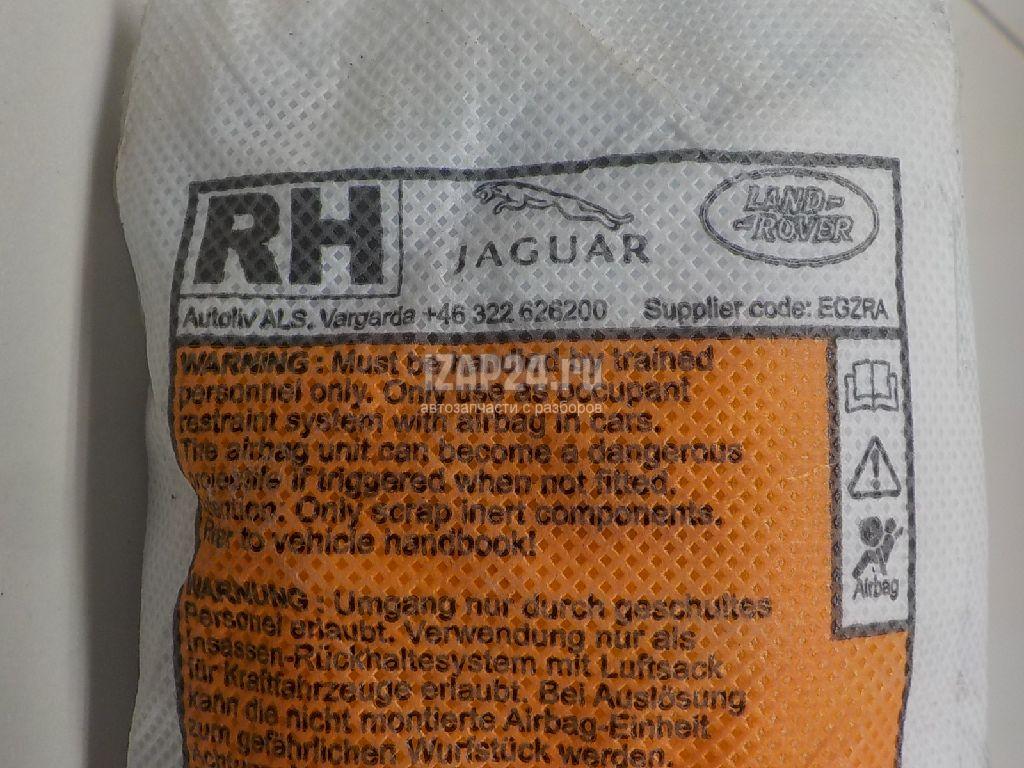 RH
JAGUAR
LAND-
-ROVER
Autoliv ALS, Vargarda +46 322 626200 Supplier code: EGZRA
WARNING : Must be by trained
personnel only. Only use as occupant
restraint system with airbag in cars.
The airbag unit can become a dangerous
if triggered when not fitted.
Only scrap inert components.
to vehicle handbook!
iZAP24.ru
автозапчасти с разборов
Airbag
WARNUNG : Umgang nur durch geschultes
Personel erlaubt. Verwendung nur als
Insassen-Rückhaltesystem mit Luftsack
für Kraftfahrzeuge erlaubt. Bei Auslösung
kann die nicht montierte Airbag-Einheit
zum gefährlichen Wurfstück werden.